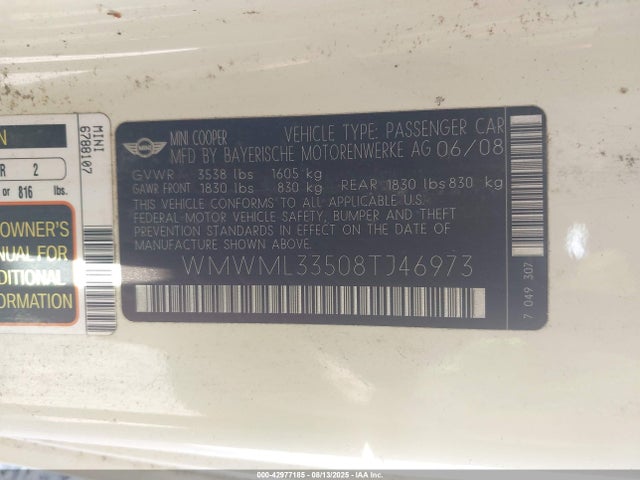 N
R 2
or 816 lbs.
OWNER'S
NUAL FOR
DITIONAL
FORMATION
MINI
6788107
MINI
MINI COOPER VEHICLE TYPE: PASSENGER CAR
MFD BY BAYERISCHE MOTORENWERKE AG 06/08
GVWR 3538 lbs 1605 kg
GAWR FRONT 1830 lbs 830 kg REAR 1830 lbs 830 kg
THIS VEHICLE CONFORMS TO ALL APPLICABLE U.S.
FEDERAL MOTOR VEHICLE SAFETY, BUMPER AND THEFT
PREVENTION STANDARDS IN EFFECT ON THE DATE OF
MANUFACTURE SHOWN ABOVE:
WMWML33508TJ46973
7 049 307
000-42977185 - 08/13/2025 - IAA Inc.